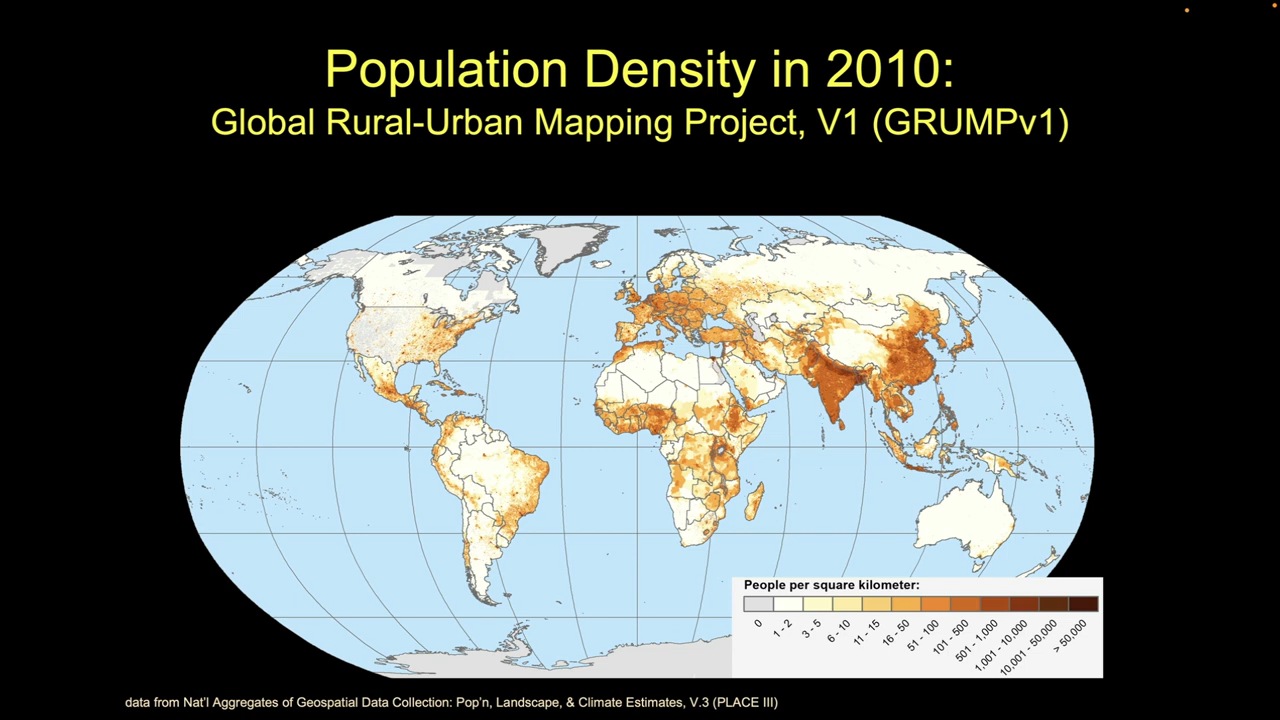 Population Density in 2010:
Global Rural-Urban Mapping Project, V1 (GRUMPv1)
People per square kilometer:
0
1 - 2
3 - 5
6 - 10
11 - 15
16 - 50
51 - 100
101 - 500
501 - 1,000
1,001 - 10,000
10,001 - 50,000
> 50,000
data from Nat'l Aggregates of Geospatial Data Collection: Pop'n, Landscape, & Climate Estimates, V.3 (PLACE III)